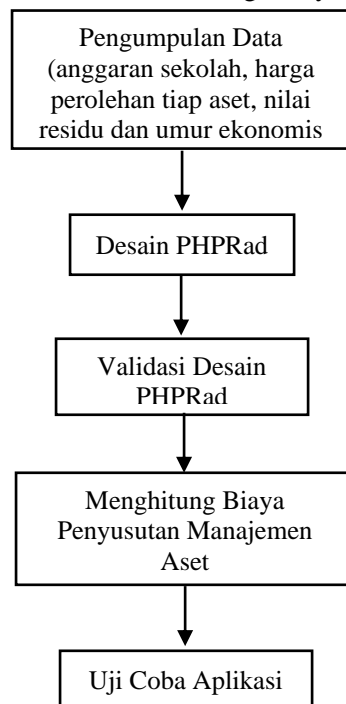 Pengumpulan Data
(anggaran sekolah, harga
perolehan tiap aset, nilai
residu dan umur ekonomis
Desain PHPRad
Validasi Desain
PHPRad
Menghitung Biaya
Penyusutan Manajemen
Aset
Uji Coba Aplikasi